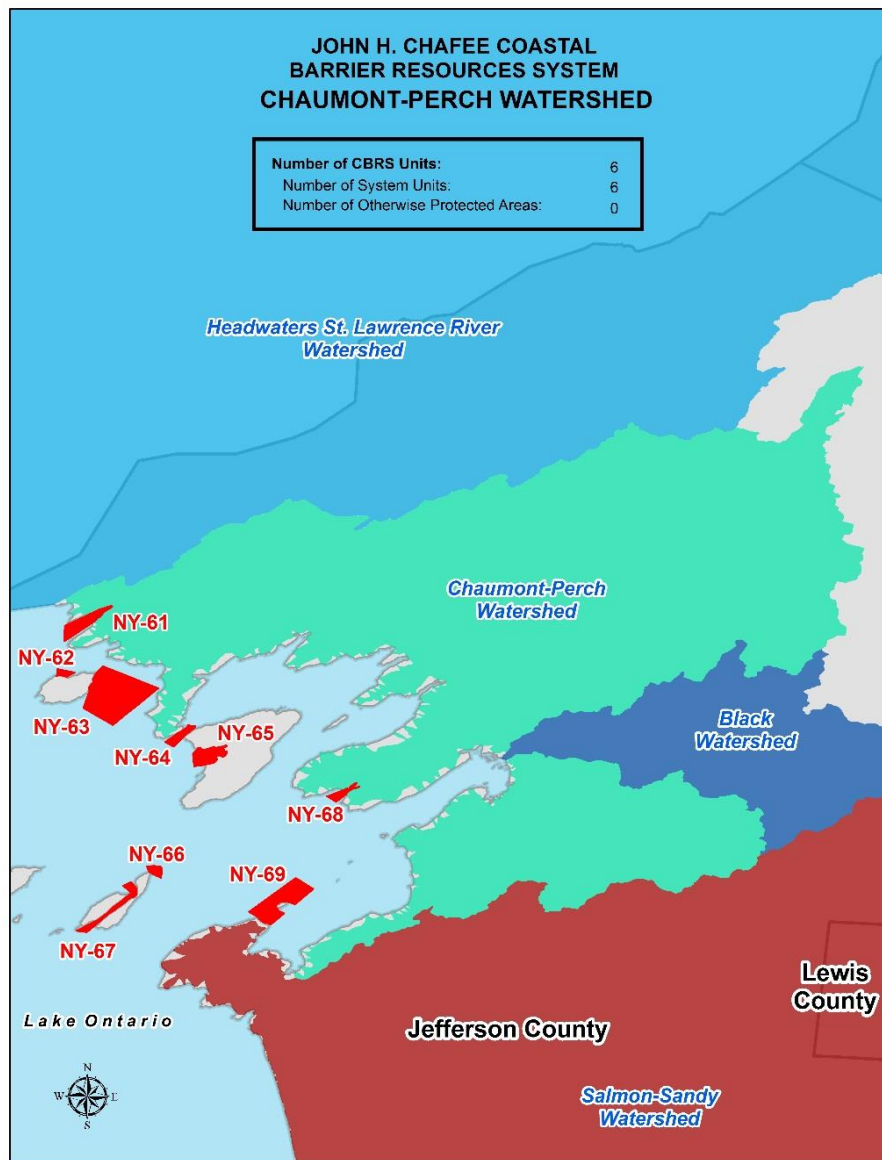 JOHN H. CHAFEE COASTAL
BARRIER RESOURCES SYSTEM
CHAUMONT-PERCH WATERSHED
Number of CBRS Units: 6
Number of System Units: 6
Number of Otherwise Protected Areas: 0
Headwaters St. Lawrence River
Watershed
Chaumont-Perch
Watershed
NY-61
NY-62
NY-63
NY-64
NY-65
Black
Watershed
NY-68
NY-66
NY-69
NY-67
Lewis
County
Lake Ontario
Jefferson County
Salmon-Sandy
Watershed
N
W E
S